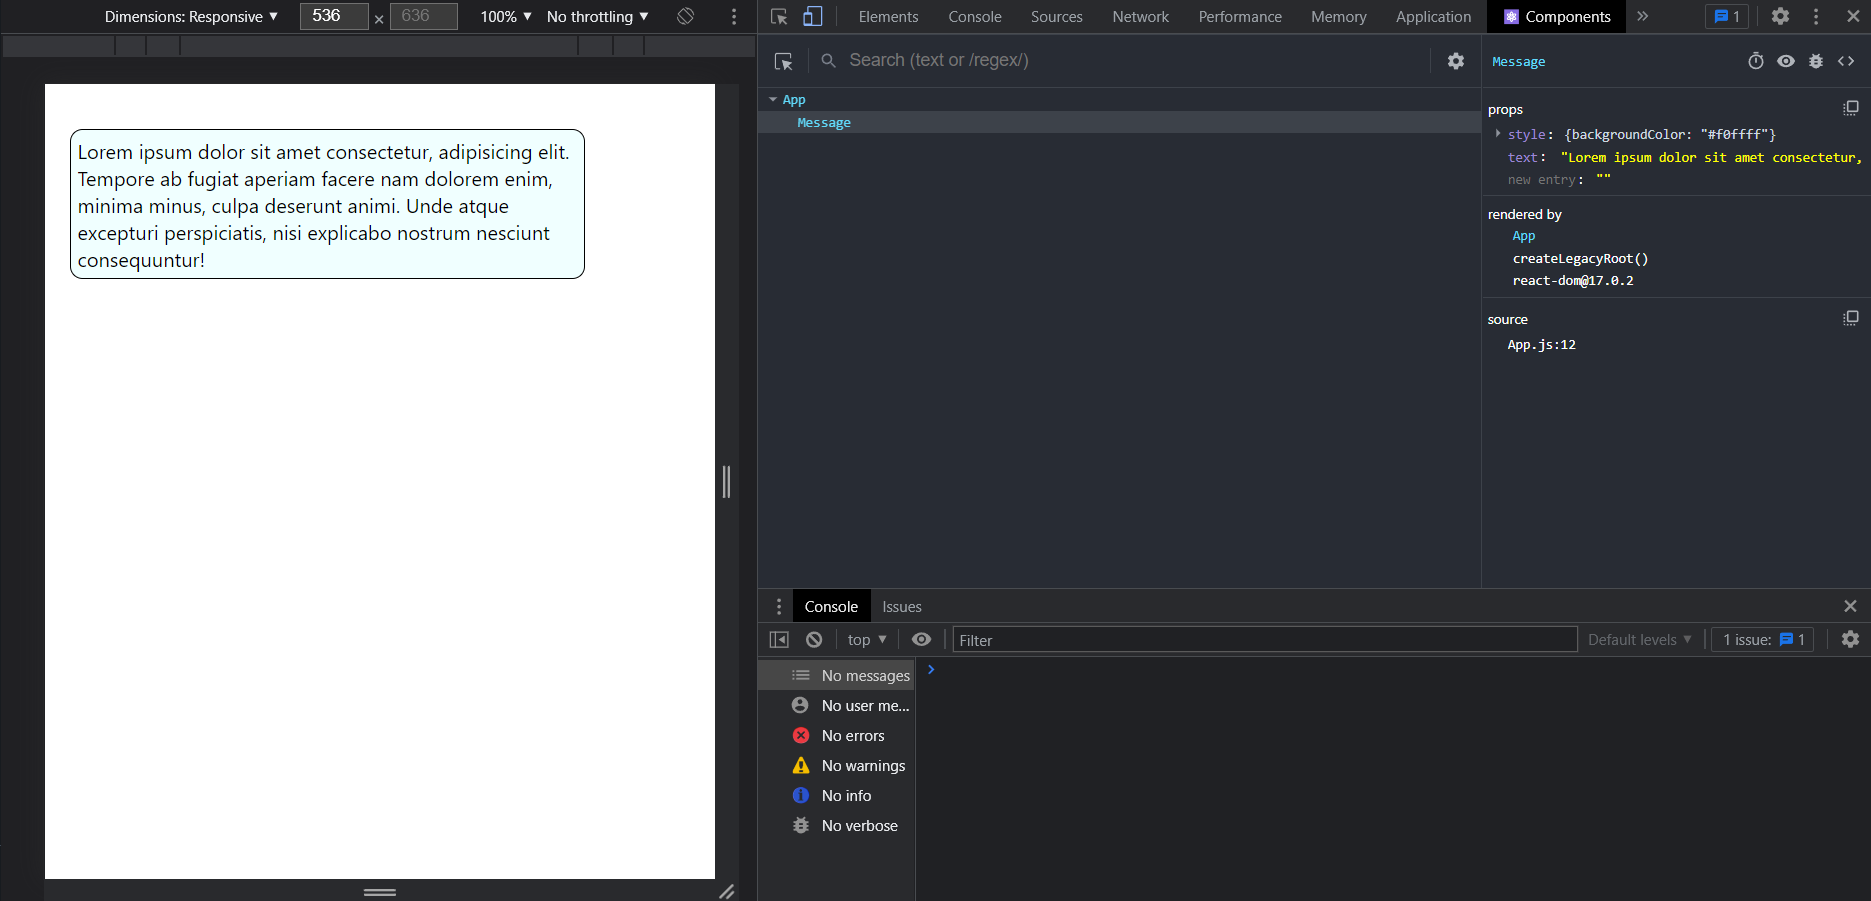 Dimensions: Responsive ▼ 536 × 636 100% ▼ No throttling ▼
Elements Console Sources Network Performance Memory Application Components » 1
Lorem ipsum dolor sit amet consectetur, adipisicing elit.
Tempore ab fugiat aperiam facere nam dolorem enim,
minima minus, culpa deserunt animi. Unde atque
excepturi perspiciatis, nisi explicabo nostrum nesciunt
consequuntur!
Search (text or /regex/)
App
Message
Message
props
style: {backgroundColor: "#f0ffff"}
text: "Lorem ipsum dolor sit amet consectetur,
new entry: ""
rendered by
App
createLegacyRoot()
react-dom@17.0.2
source
App.js:12
Console Issues
top ▼ Filter Default levels ▼ 1 issue: 1
No messages
No user me...
No errors
No warnings
No info
No verbose